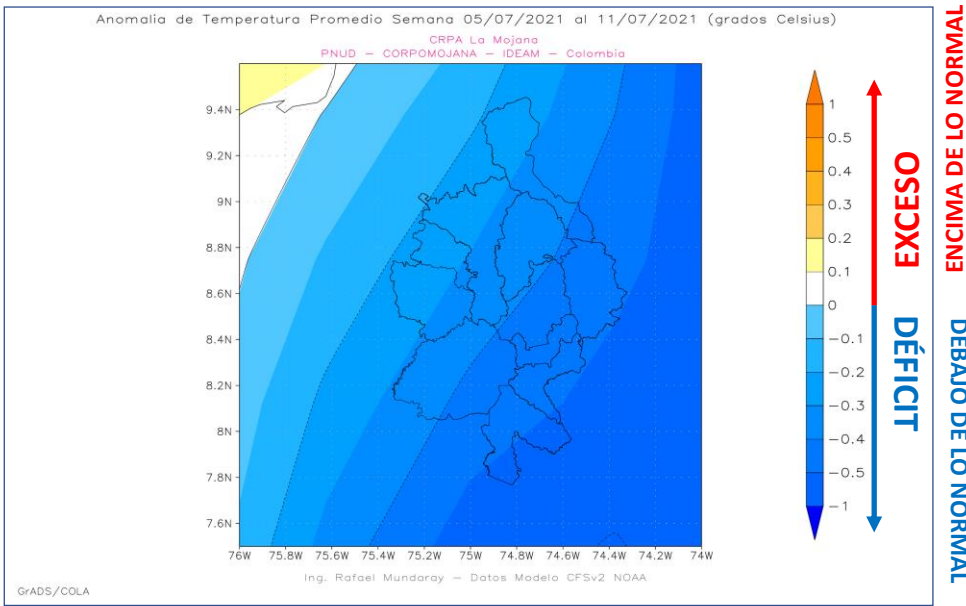 Anomalia de Temperatura Promedio Semana 05/07/2021 al 11/07/2021 (grados Celsius)
CRPA La Mojana
PNUD – CORPOMOJANA – IDEAM – Colombia
9.4N
9.2N
9N
8.8N
8.6N
8.4N
8.2N
8N
7.8N
7.6N
76W 75.8W 75.6W 75.4W 75.2W 75W 74.8W 74.6W 74.4W 74.2W 74W
1
0.5
0.4
0.3
0.2
0.1
0
−0.1
−0.2
−0.3
−0.4
−0.5
−1
EXCESO
DÉFICIT
ENCIMA DE LO NORMAL
DEBAJO DE LO NORMAL
Ing. Rafael Mundaray – Datos Modelo CFSv2 NOAA
GrADS/COLA